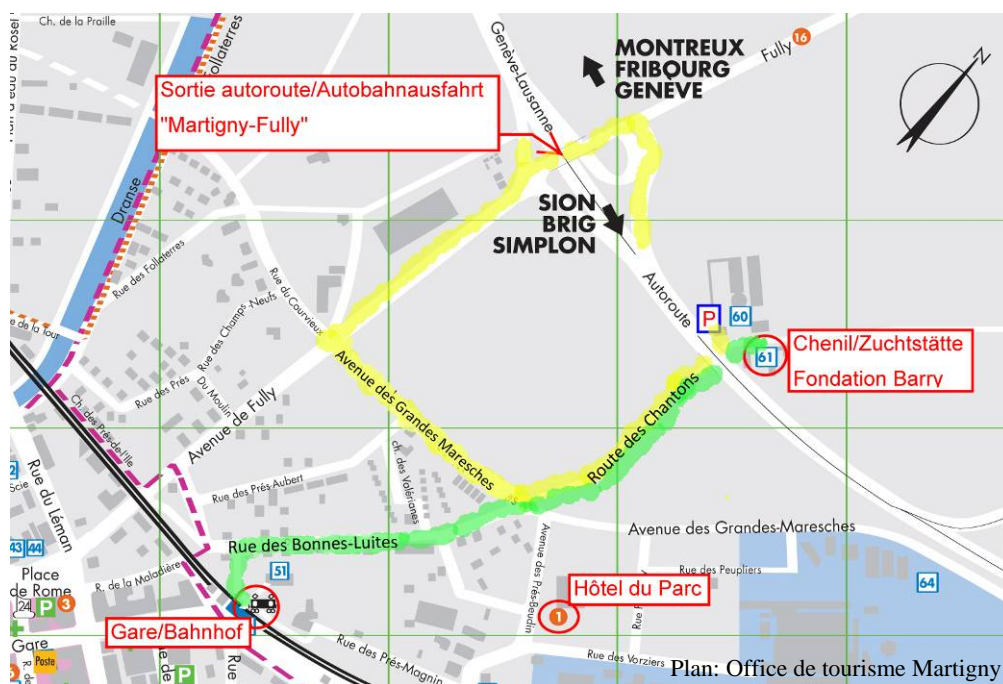 Ch. de la Praille
Follaterres
Genève-Lausanne
Fully 16
MONTREUX
FRIBOURG
GENÈVE
N
Sortie autoroute/Autobahnausfahrt
"Martigny-Fully"
SION
BRIG
SIMPLON
Dranse
Rue des Follaterres
Rue du Courvieux
Rue des Champs-Neufs
Autoroute
P
60
61
Chenil/Zuchtstätte
Fondation Barry
Rue des Prés
Du Moulin
Avenue de Fully
Avenue des Grandes Maresches
Route des Chantons
Ch. des Prés-de-l'Ile
ch. des Valérianes
Rue des Prés-Aubert
Rue du Léman
Rue des Bonnes-Luites
Avenue des Grandes-Maresches
Avenue des Prés-Beudin
Rue des Peupliers
43 44
Place
de Rome
24 P 3
R. de la Maladière
51
64
Hôtel du Parc
1
Gare/Bahnhof
Gare
Poste
P
Rue
Rue des Prés-Magnin
Rue des Vorziers
Plan: Office de tourisme Martigny